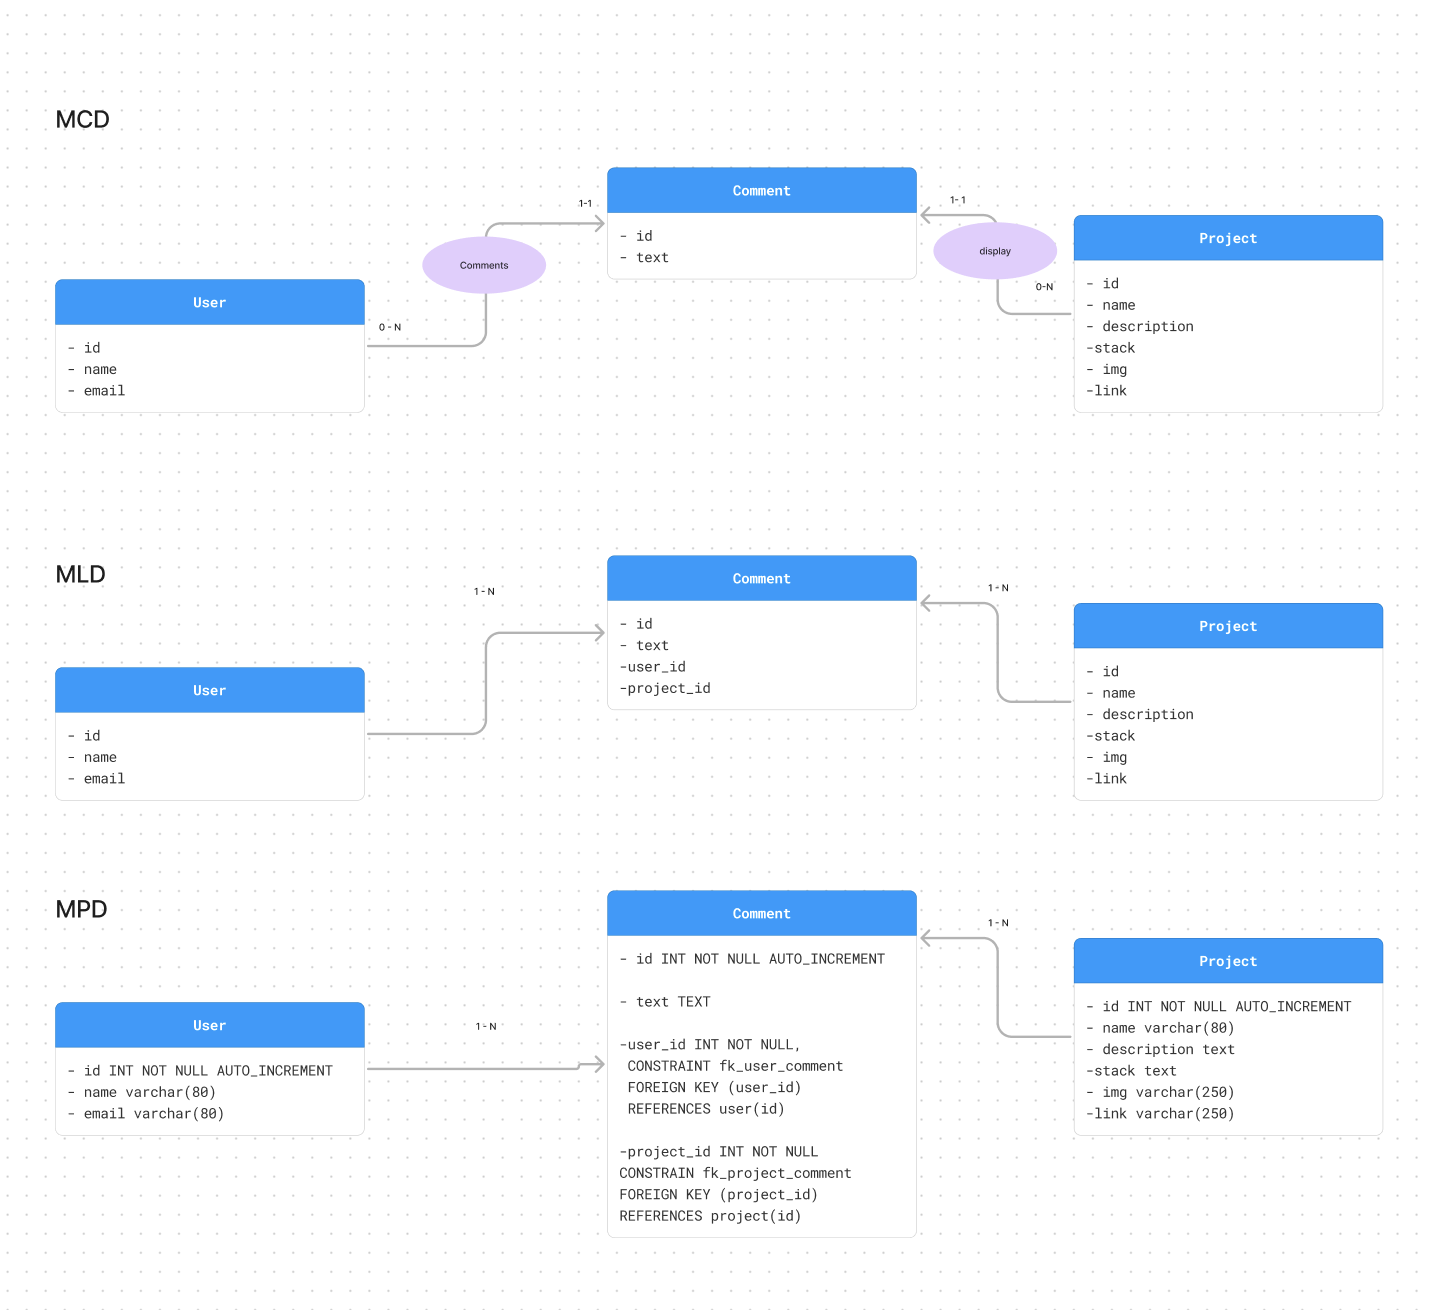 MCD
Comment
- id
- text
1-1
Comments
User
0 - N
- id
- name
- email
1- 1
display
0-N
Project
- id
- name
- description
-stack
- img
-link
MLD
1 - N
Comment
- id
- text
-user_id
-project_id
User
- id
- name
- email
1 - N
Project
- id
- name
- description
-stack
- img
-link
MPD
Comment
- id INT NOT NULL AUTO_INCREMENT
- text TEXT
-user_id INT NOT NULL,
CONSTRAINT fk_user_comment
FOREIGN KEY (user_id)
REFERENCES user(id)
-project_id INT NOT NULL
CONSTRAIN fk_project_comment
FOREIGN KEY (project_id)
REFERENCES project(id)
User
- id INT NOT NULL AUTO_INCREMENT
- name varchar(80)
- email varchar(80)
1 - N
1 - N
Project
- id INT NOT NULL AUTO_INCREMENT
- name varchar(80)
- description text
-stack text
- img varchar(250)
-link varchar(250)